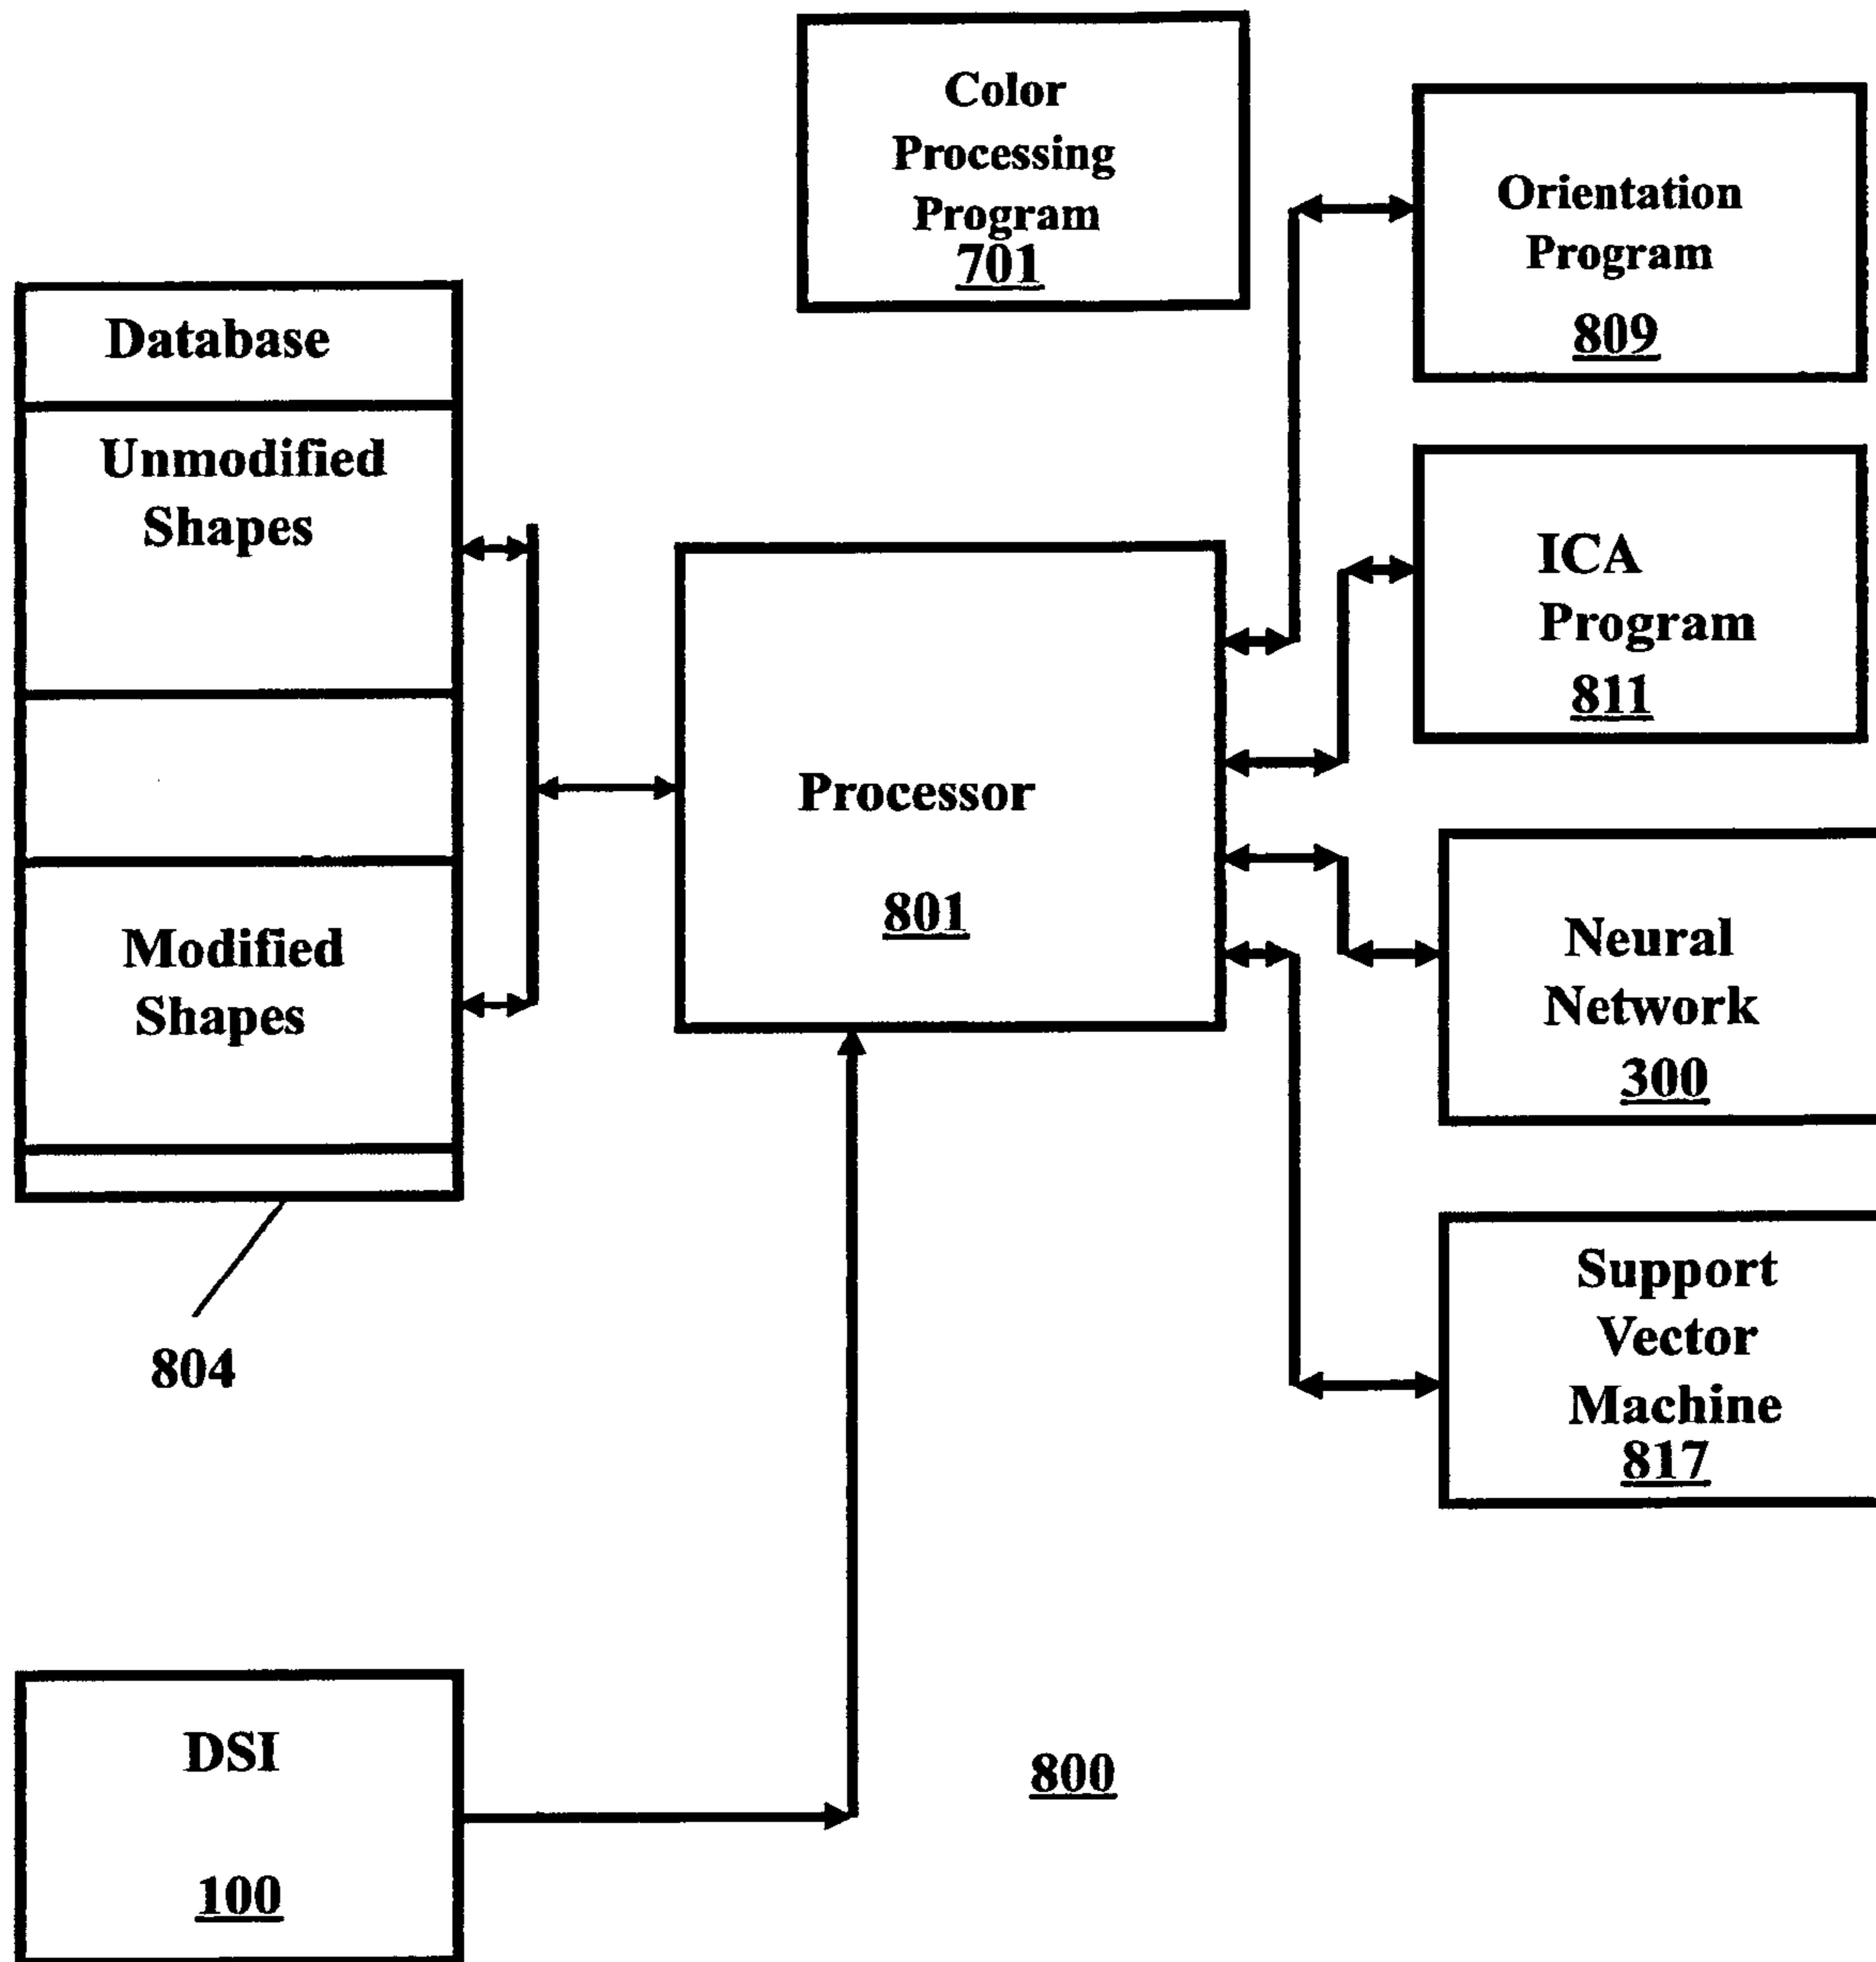 Color
Processing
Program
701
Orientation
Program
809
Database
Unmodified
Shapes
ICA
Program
811
Processor
801
Modified
Shapes
Neural
Network
300
Support
Vector
Machine
817
804
DSI
100
800